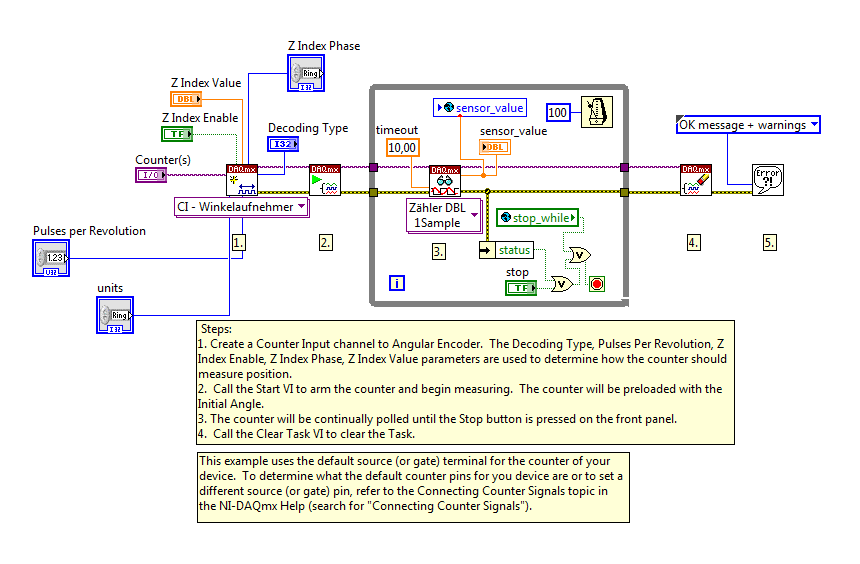 Z Index Phase
Ring
I32
Z Index Value
DBL
Z Index Enable
TF
Decoding Type
I32
Counter(s)
I/O
DAQmx
DAQmx
CI - Winkelaufnehmer
1.
2.
Pulses per Revolution
1.23
U32
units
Ring
I32
sensor_value
100
timeout
10,00
sensor_value
DBL
DAQmx
Zähler DBL
1Sample
3.
stop_while
status
stop
TF
V
V
i
OK message + warnings
DAQmx
Error
?!
4.
5.
Steps:
1. Create a Counter Input channel to Angular Encoder.  The Decoding Type, Pulses Per Revolution, Z
Index Enable, Z Index Phase, Z Index Value parameters are used to determine how the counter should
measure position.
2.  Call the Start VI to arm the counter and begin measuring.  The counter will be preloaded with the
Initial Angle.
3. The counter will be continually polled until the Stop button is pressed on the front panel.
4.  Call the Clear Task VI to clear the Task.
This example uses the default source (or gate) terminal for the counter of your
device.  To determine what the default counter pins for you device are or to set a
different source (or gate) pin, refer to the Connecting Counter Signals topic in
the NI-DAQmx Help (search for "Connecting Counter Signals").